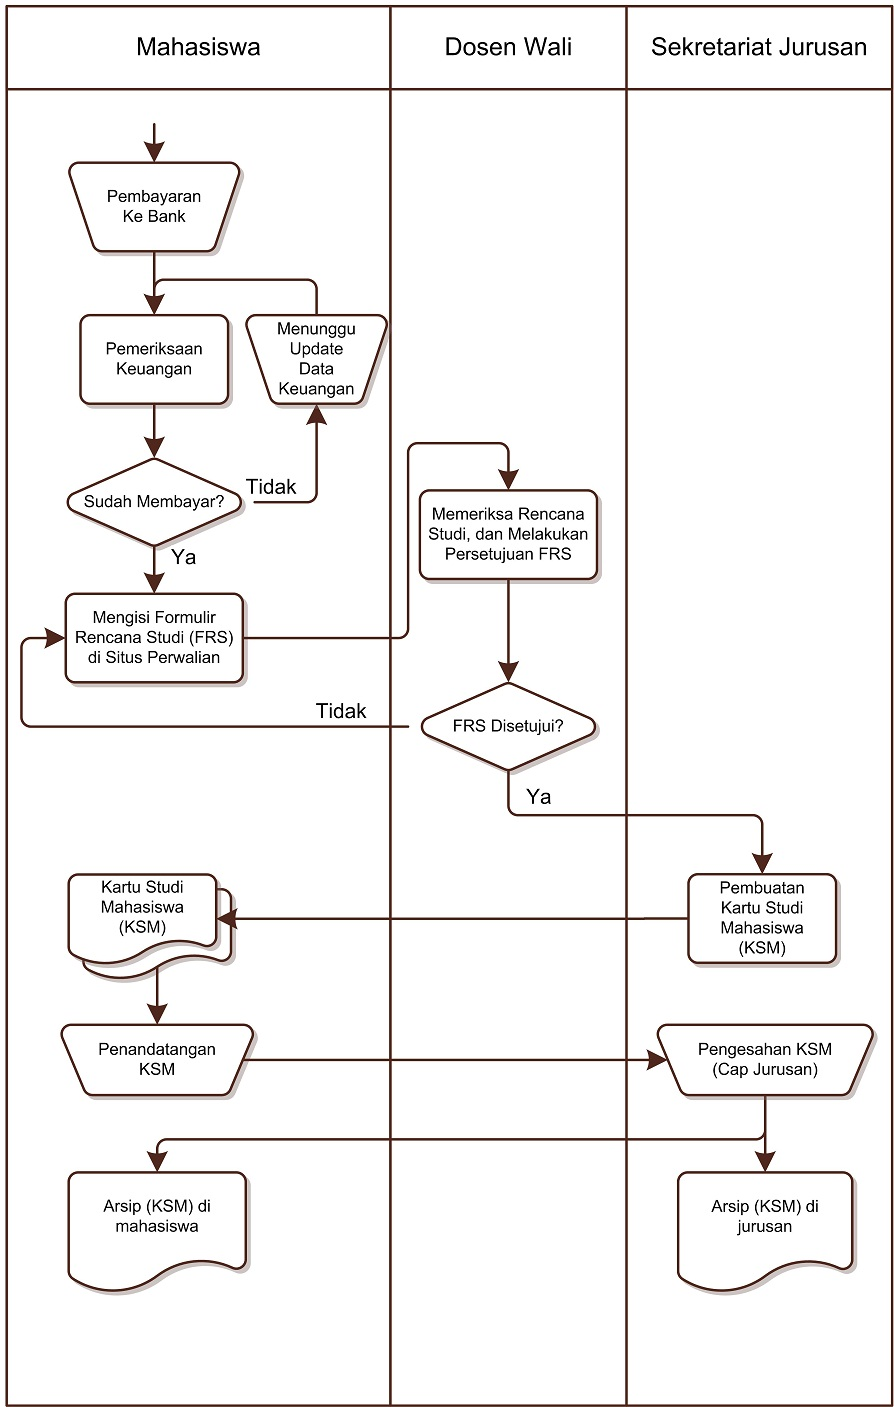 Mahasiswa
Dosen Wali
Sekretariat Jurusan
Pembayaran
Ke Bank
Pemeriksaan
Keuangan
Menunggu
Update
Data
Keuangan
Sudah Membayar?
Tidak
Ya
Mengisi Formulir
Rencana Studi (FRS)
di Situs Perwalian
Memeriksa Rencana
Studi, dan Melakukan
Persetujuan FRS
FRS Disetujui?
Tidak
Ya
Pembuatan
Kartu Studi
Mahasiswa
(KSM)
Kartu Studi
Mahasiswa
(KSM)
Penandatangan
KSM
Pengesahan KSM
(Cap Jurusan)
Arsip (KSM) di
mahasiswa
Arsip (KSM) di
jurusan